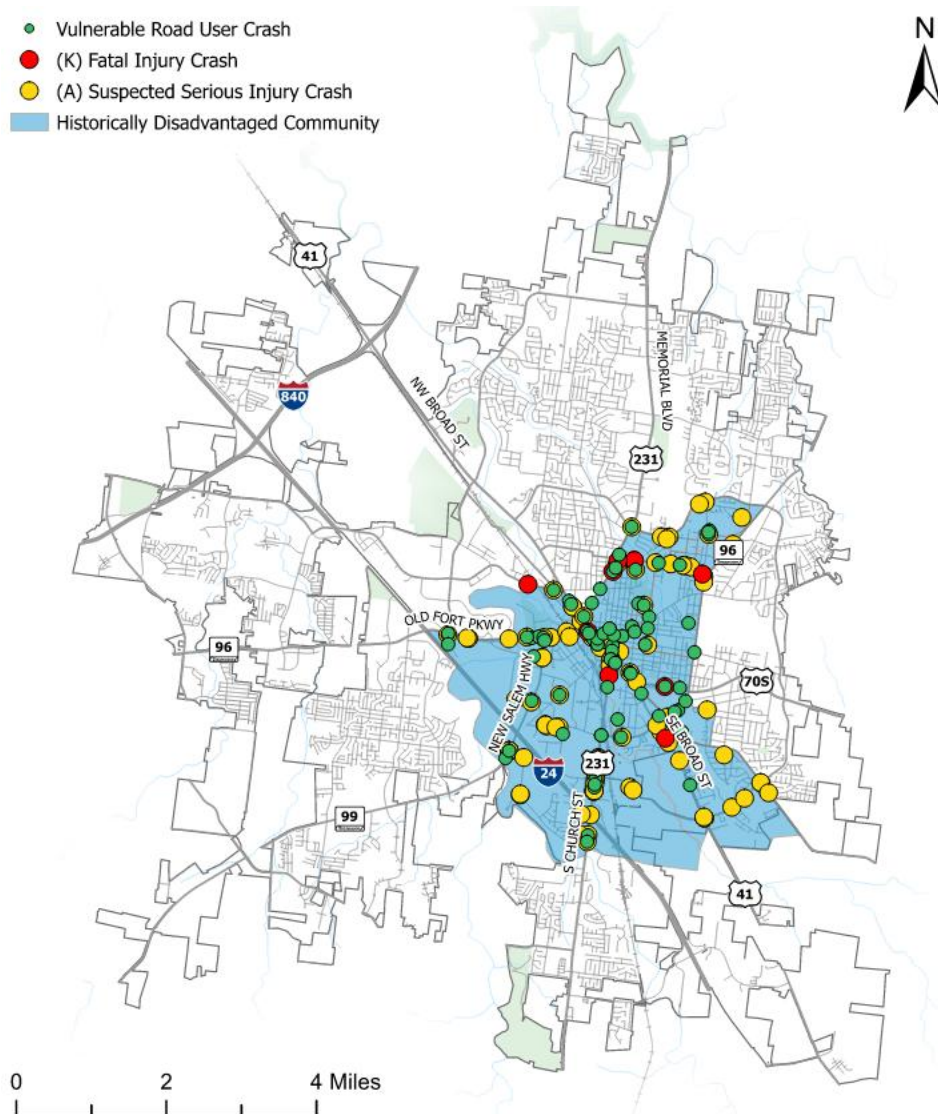 Vulnerable Road User Crash
(K) Fatal Injury Crash
(A) Suspected Serious Injury Crash
Historically Disadvantaged Community
N
41
840
NW BROAD ST
MEMORIAL BLVD
231
96
OLD FORT PKWY
96
NEW SALEM HWY
70S
SE BROAD ST
24
231
99
S CHURCH ST
41
0 2 4 Miles